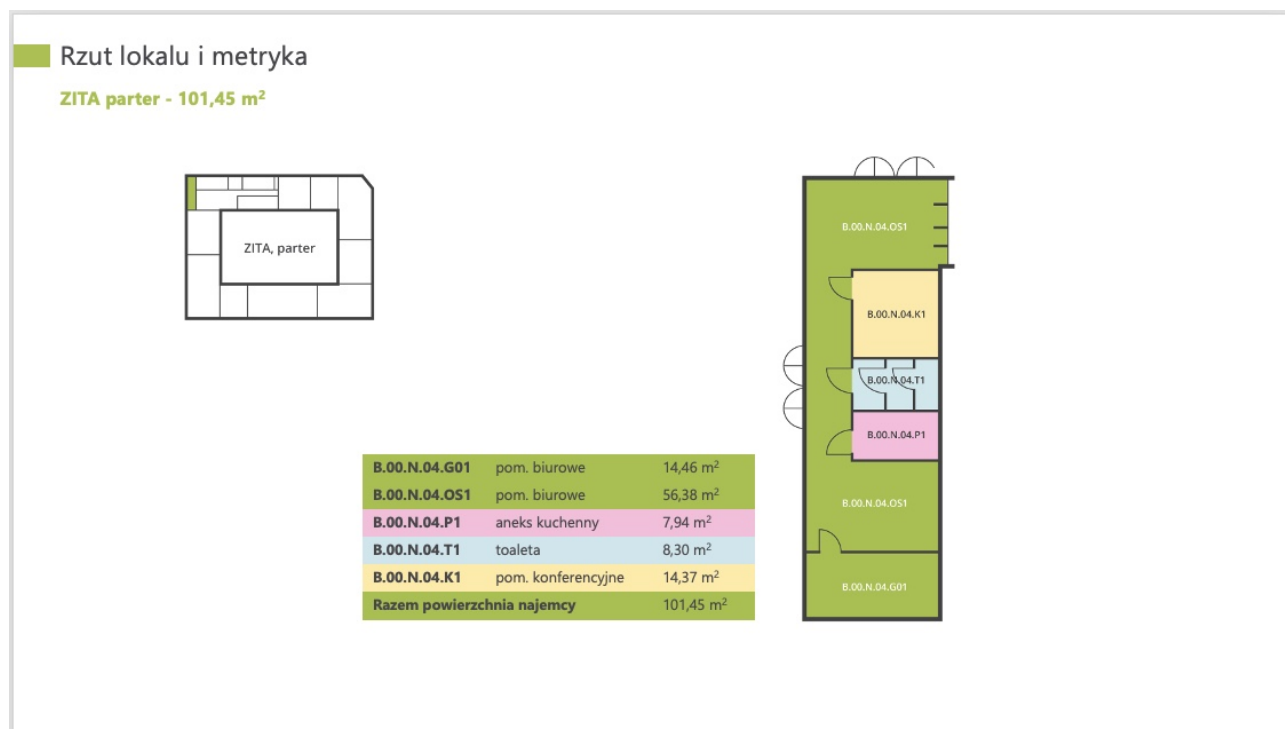 Rzut lokalu i metryka
ZITA parter - 101,45 m²
ZITA, parter
B.00.N.04.OS1
B.00.N.04.K1
B.00.N.04.T1
B.00.N.04.P1
B.00.N.04.OS1
B.00.N.04.G01
B.00.N.04.G01 pom. biurowe 14,46 m²
B.00.N.04.OS1 pom. biurowe 56,38 m²
B.00.N.04.P1 aneks kuchenny 7,94 m²
B.00.N.04.T1 toaleta 8,30 m²
B.00.N.04.K1 pom. konferencyjne 14,37 m²
Razem powierzchnia najemcy 101,45 m²